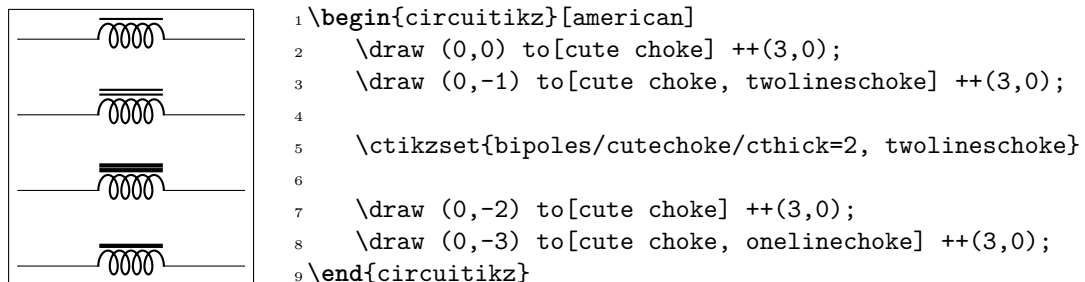 1 \begin{circuitikz}[american]
2 \draw (0,0) to[cute choke] ++(3,0);
3 \draw (0,-1) to[cute choke, twolineschoke] ++(3,0);
4
5 \ctikzset{bipoles/cutechoke/cthick=2, twolineschoke}
6
7 \draw (0,-2) to[cute choke] ++(3,0);
8 \draw (0,-3) to[cute choke, onelinechoke] ++(3,0);
9 \end{circuitikz}